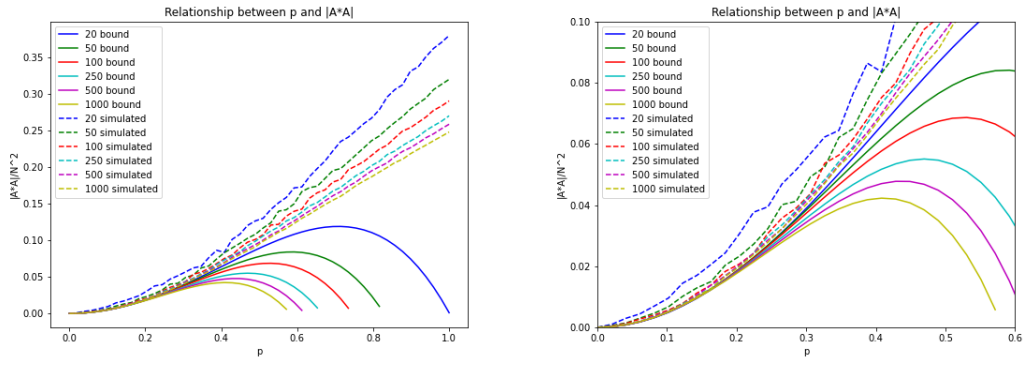 Relationship between p and |A*A|
20 bound
50 bound
100 bound
250 bound
500 bound
1000 bound
20 simulated
50 simulated
100 simulated
250 simulated
500 simulated
1000 simulated
|A*A|/N^2
0.35
0.30
0.25
0.20
0.15
0.10
0.05
0.00
0.0 0.2 0.4 0.6 0.8 1.0
p
Relationship between p and |A*A|
20 bound
50 bound
100 bound
250 bound
500 bound
1000 bound
20 simulated
50 simulated
100 simulated
250 simulated
500 simulated
1000 simulated
|A*A|/N^2
0.10
0.08
0.06
0.04
0.02
0.00
0.0 0.1 0.2 0.3 0.4 0.5 0.6
p